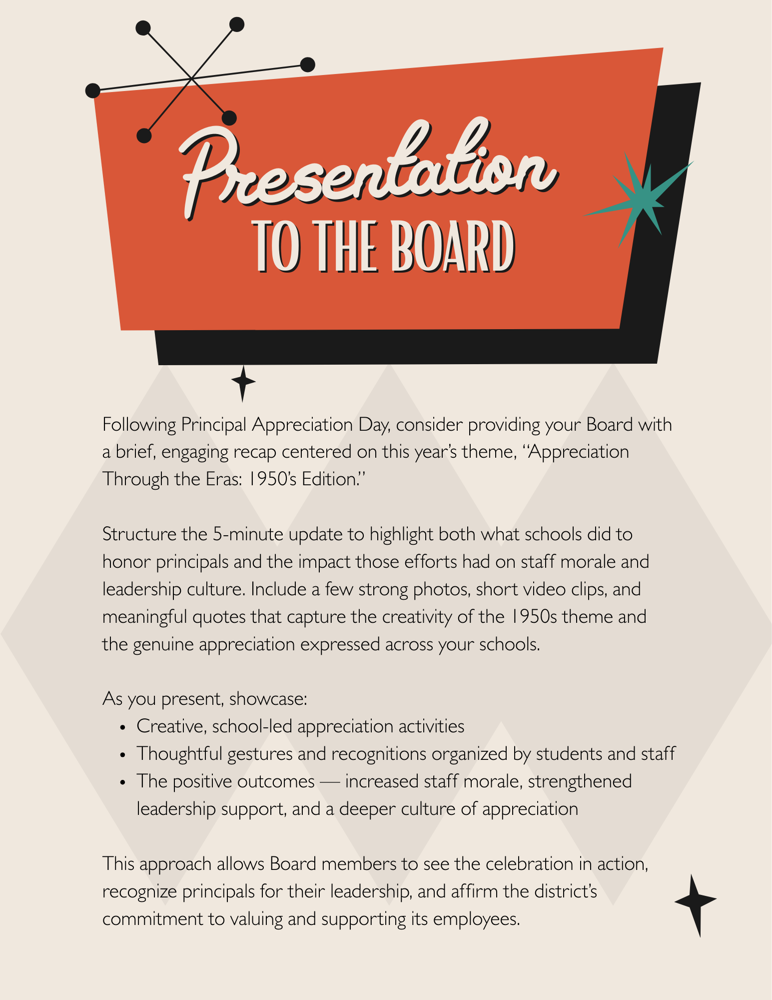 Presentation
TO THE BOARD
Following Principal Appreciation Day, consider providing your Board with
a brief, engaging recap centered on this year’s theme, “Appreciation
Through the Eras: 1950’s Edition.”
Structure the 5-minute update to highlight both what schools did to
honor principals and the impact those efforts had on staff morale and
leadership culture. Include a few strong photos, short video clips, and
meaningful quotes that capture the creativity of the 1950s theme and
the genuine appreciation expressed across your schools.
As you present, showcase:
• Creative, school-led appreciation activities
• Thoughtful gestures and recognitions organized by students and staff
• The positive outcomes — increased staff morale, strengthened
leadership support, and a deeper culture of appreciation
This approach allows Board members to see the celebration in action,
recognize principals for their leadership, and affirm the district’s
commitment to valuing and supporting its employees.